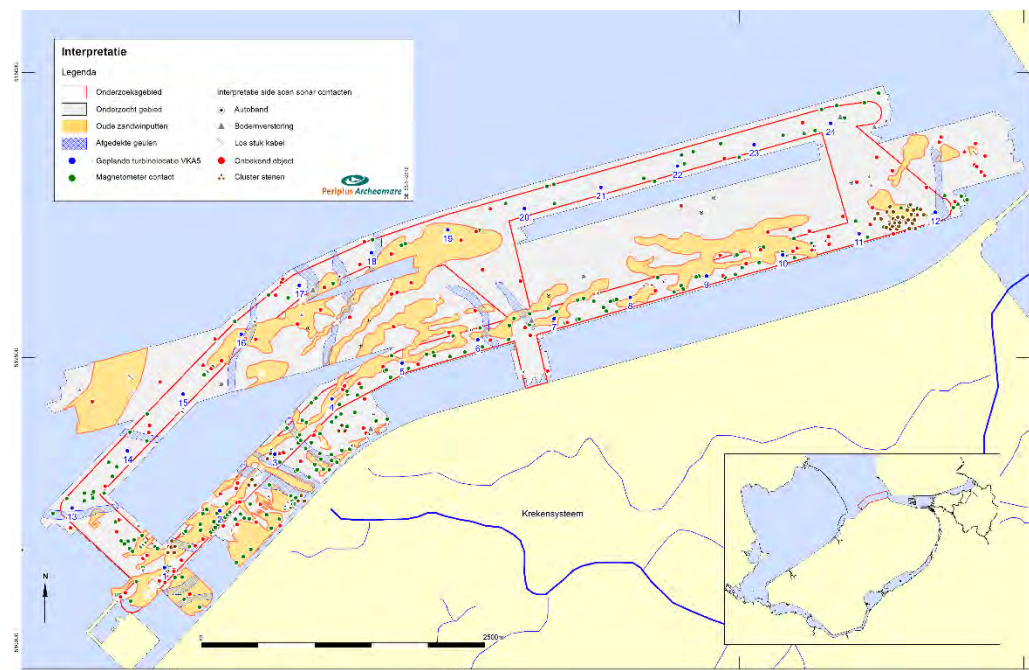 Interpretatie
Legenda
Onderzoeksgebied
Onderzocht gebied
Oude zandwinputten
Afgedekte geulen
Geplande turbinelocatie VKA5
Magnetometer contact
Interpretatie side scan sonar contacten
Autoband
Bodemverstoring
Los stuk kabel
Onbekend object
Cluster stenen
Periplus Archeomare
24
23
22
21
20
19
18
17
16
15
14
13
12
11
10
9
8
7
6
5
4
3
2
1
Krekensysteem
N
0
2500m